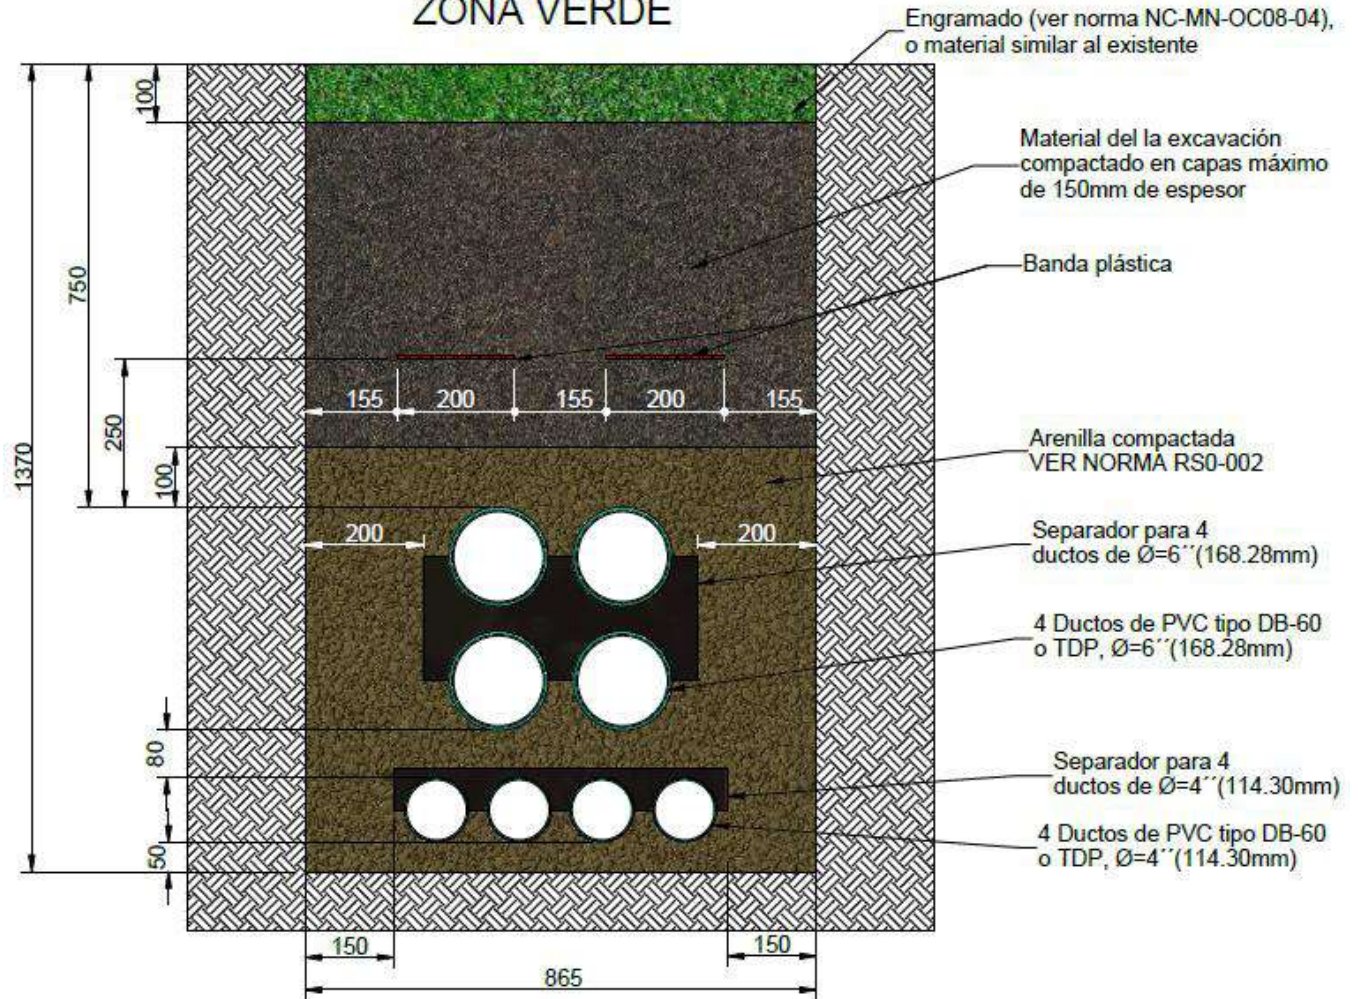 ZONA VERDE
Engramado (ver norma NC-MN-OC08-04),
o material similar al existente
Material del la excavación
compactado en capas máximo
de 150mm de espesor
Banda plástica
Arenilla compactada
VER NORMA RS0-002
Separador para 4
ductos de Ø=6´´(168.28mm)
4 Ductos de PVC tipo DB-60
o TDP, Ø=6´´(168.28mm)
Separador para 4
ductos de Ø=4´´(114.30mm)
4 Ductos de PVC tipo DB-60
o TDP, Ø=4´´(114.30mm)
1370
750
100
250
100
80
50
155 200 155 200 155
200 200
150 150
865